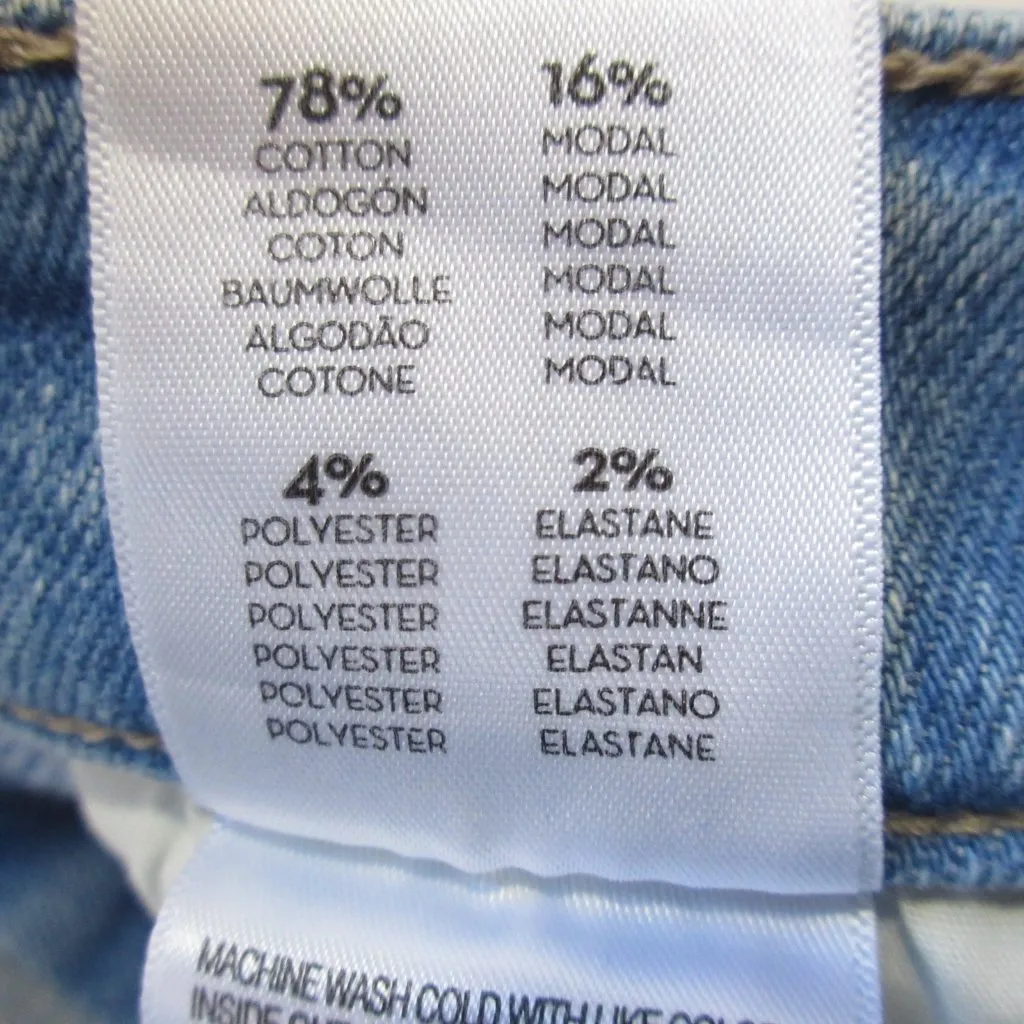 78%
COTTON
ALDOGÓN
COTON
BAUMWOLLE
ALGODÃO
COTONE
16%
MODAL
MODAL
MODAL
MODAL
MODAL
MODAL
4%
POLYESTER
POLYESTER
POLYESTER
POLYESTER
POLYESTER
POLYESTER
2%
ELASTANE
ELASTANO
ELASTANNE
ELASTAN
ELASTANO
ELASTANE
MACHINE WASH COLD WITH LIKE
INSIDE